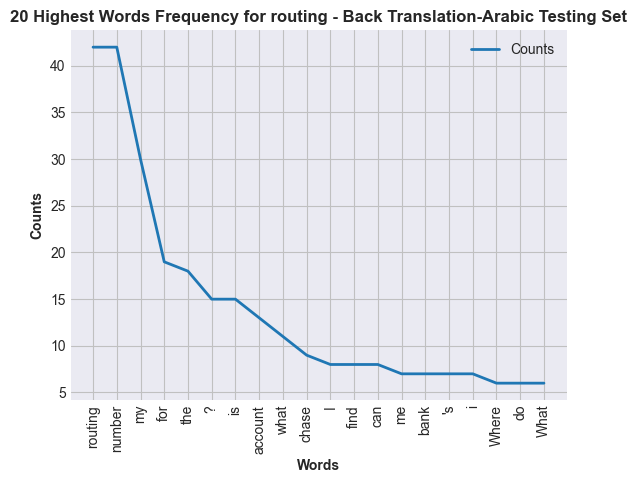 20 Highest Words Frequency for routing - Back Translation-Arabic Testing Set
Counts
Counts
40
35
30
25
20
15
10
5
routing
number
my
for
the
?
is
account
what
chase
I
find
can
me
bank
's
i
Where
do
What
Words